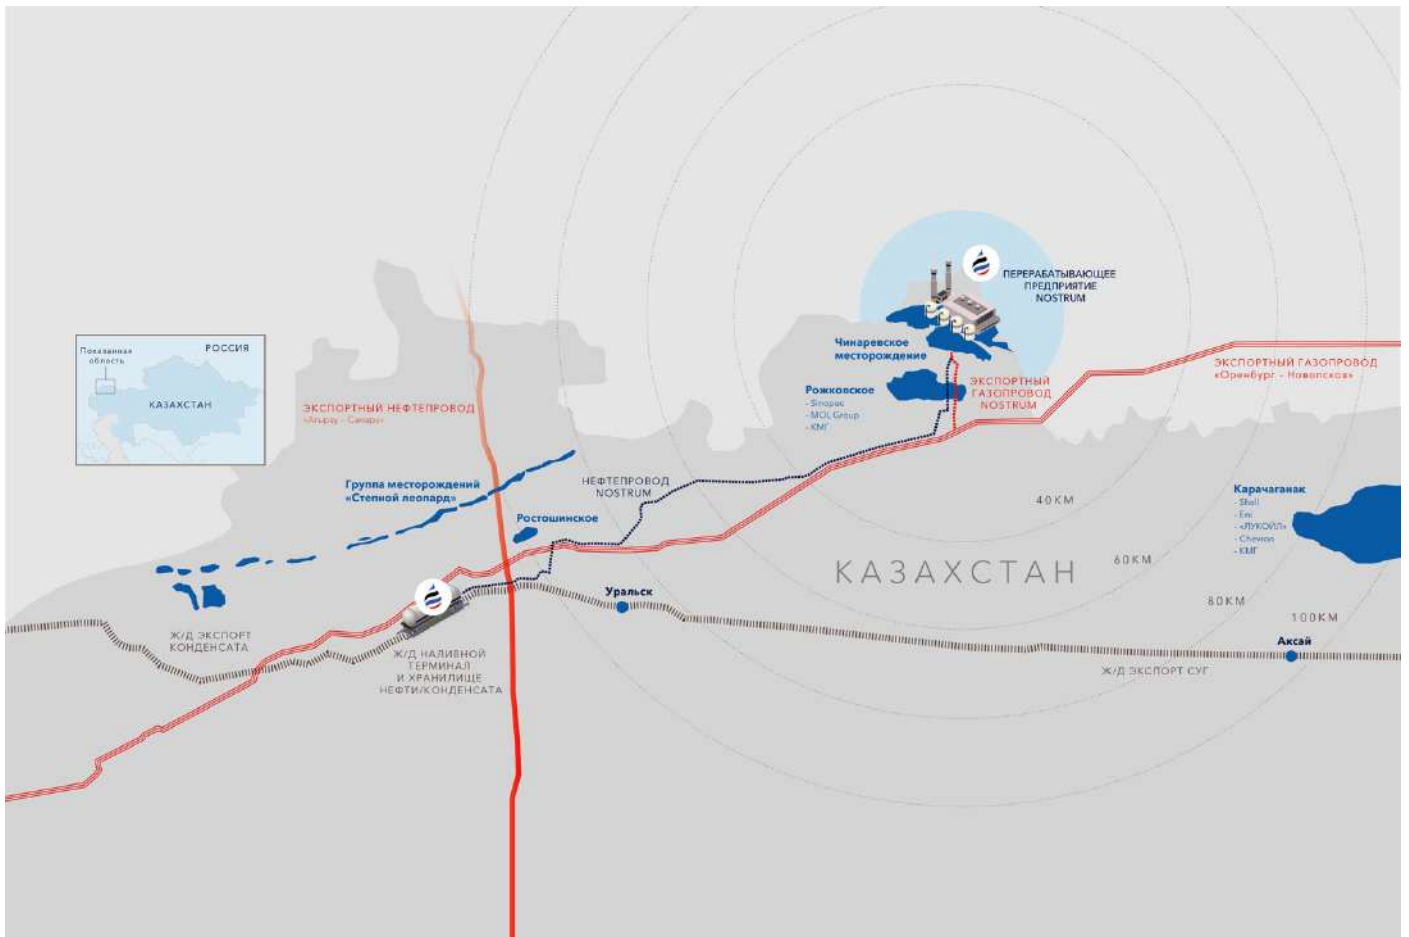 ПЕРЕРАБАТЫВАЮЩЕЕ
ПРЕДПРИЯТИЕ
NOSTRUM
Показанная
область
РОССИЯ
КАЗАХСТАН
Чинаревское
месторождение
ЭКСПОРТНЫЙ ГАЗОПРОВОД
«Оренбург – Новопсков»
Рожковское
- Sinopec
- MOL Group
- КМГ
ЭКСПОРТНЫЙ
ГАЗОПРОВОД
NOSTRUM
ЭКСПОРТНЫЙ НЕФТЕПРОВОД
«Атырау – Самара»
Группа месторождений
«Степной леопард»
НЕФТЕПРОВОД
NOSTRUM
Ростошинское
40КМ
Карачаганак
- Shell
- Eni
- «ЛУКОЙЛ»
- Chevron
- КМГ
КАЗАХСТАН
60КМ
80КМ
100КМ
Уральск
Аксай
Ж/Д ЭКСПОРТ
КОНДЕНСАТА
Ж/Д НАЛИВНОЙ
ТЕРМИНАЛ
И ХРАНИЛИЩЕ
НЕФТИ/КОНДЕНСАТА
Ж/Д ЭКСПОРТ СУГ